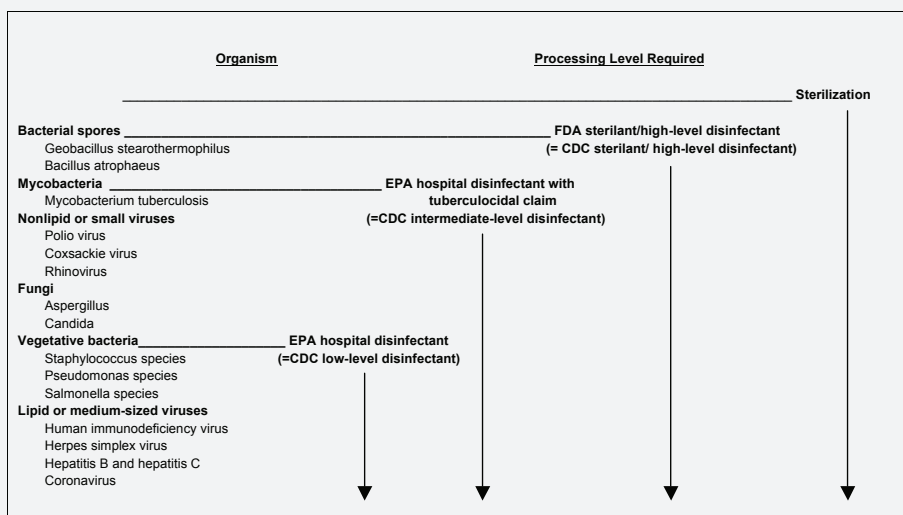 Organism Processing Level Required
Sterilization
Bacterial spores FDA sterilant/high-level disinfectant
Geobacillus stearothermophilus (= CDC sterilant/ high-level disinfectant)
Bacillus atrophaeus
Mycobacteria EPA hospital disinfectant with
Mycobacterium tuberculosis tuberculocidal claim
Nonlipid or small viruses (=CDC intermediate-level disinfectant)
Polio virus
Coxsackie virus
Rhinovirus
Fungi
Aspergillus
Candida
Vegetative bacteria EPA hospital disinfectant
Staphylococcus species (=CDC low-level disinfectant)
Pseudomonas species
Salmonella species
Lipid or medium-sized viruses
Human immunodeficiency virus
Herpes simplex virus
Hepatitis B and hepatitis C
Coronavirus